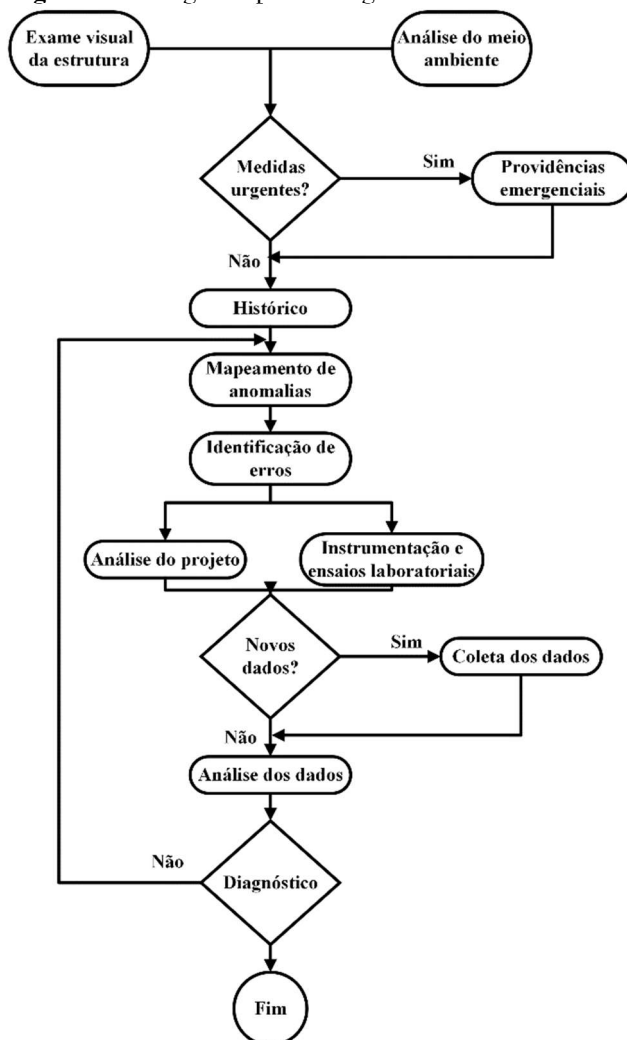 Exame visual
da estrutura
Análise do meio
ambiente
Medidas
urgentes?
Sim
Providências
emergenciais
Não
Histórico
Mapeamento de
anomalias
Identificação de
erros
Análise do projeto
Instrumentação e
ensaios laboratoriais
Novos
dados?
Sim
Coleta dos dados
Não
Análise dos dados
Não
Diagnóstico
Fim